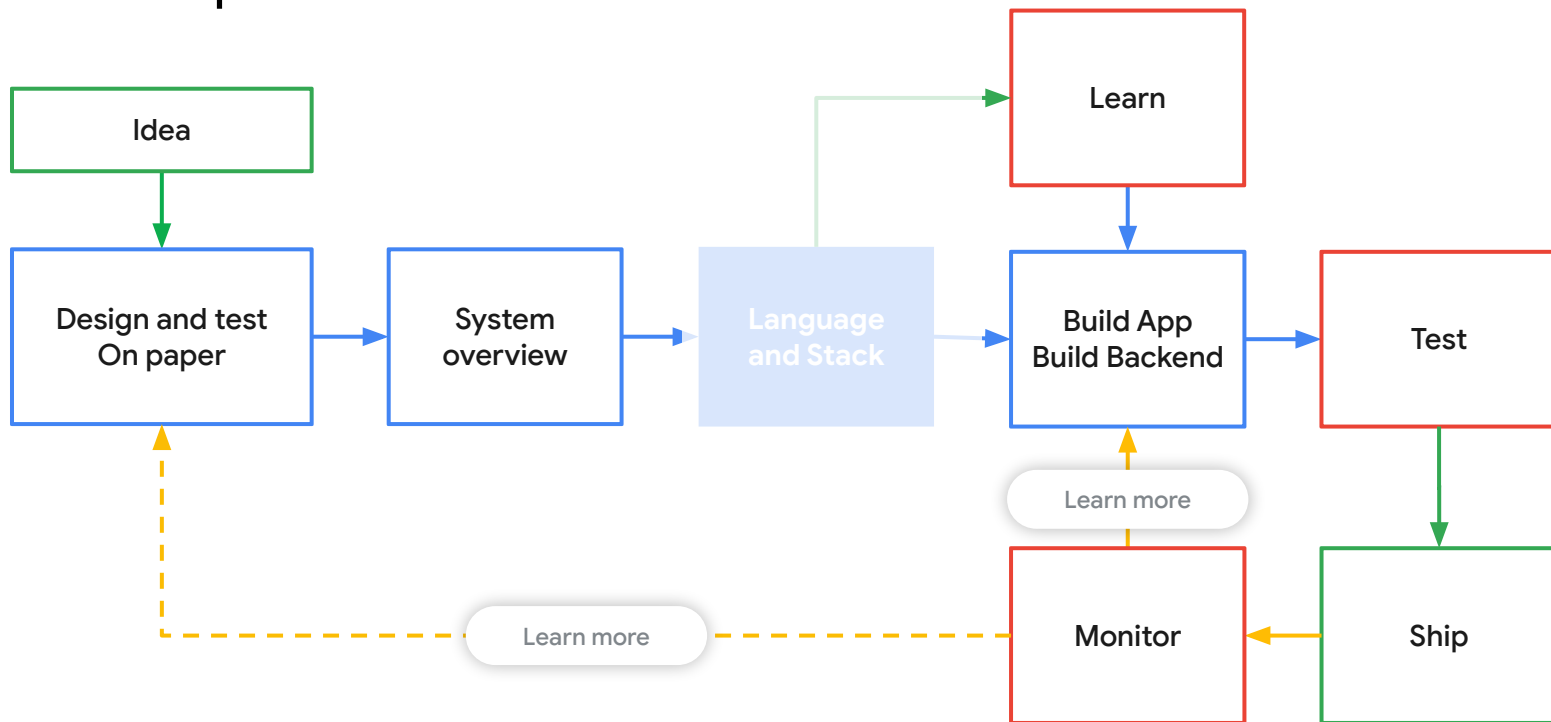 Learn
Idea
Design and test
On paper
System
overview
Language
and Stack
Build App
Build Backend
Test
Learn more
Learn more
Monitor
Ship